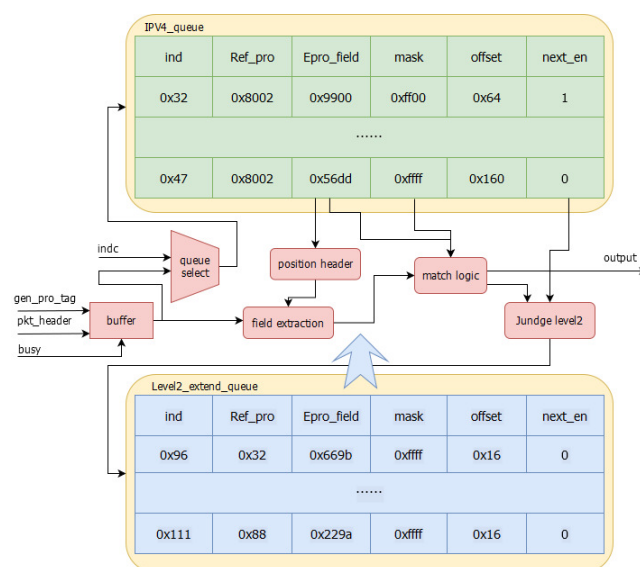 IPV4_queue
ind Ref_pro Epro_field mask offset next_en
0x32 0x8002 0x9900 0xff00 0x64 1
......
0x47 0x8002 0x56dd 0xffff 0x160 0
indc
queue
select
position header
match logic
output
gen_pro_tag
pkt_header
buffer
field extraction
Jundge level2
busy
Level2_extend_queue
ind Ref_pro Epro_field mask offset next_en
0x96 0x32 0x669b 0xffff 0x16 0
......
0x111 0x88 0x229a 0xffff 0x16 0